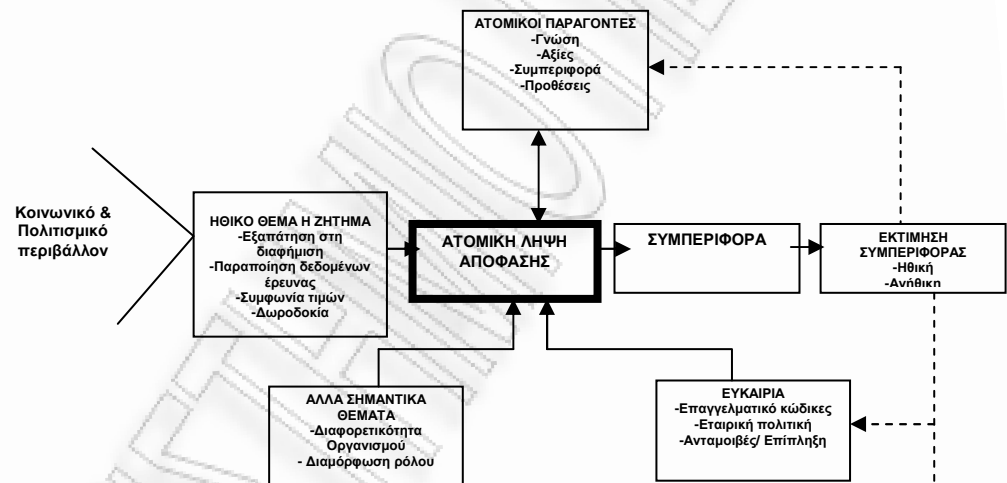 ΑΤΟΜΙΚΟΙ ΠΑΡΑΓΟΝΤΕΣ
-Γνώση
-Αξίες
-Συμπεριφορά
-Προθέσεις
Κοινωνικό &
Πολιτισμικό
περιβάλλον
ΗΘΙΚΟ ΘΕΜΑ Η ΖΗΤΗΜΑ
-Εξαπάτηση στη
διαφήμιση
-Παραποίηση δεδομένων
έρευνας
-Συμφωνία τιμών
-Δωροδοκία
ΑΤΟΜΙΚΗ ΛΗΨΗ
ΑΠΟΦΑΣΗΣ
ΣΥΜΠΕΡΙΦΟΡΑ
ΕΚΤΙΜΗΣΗ
ΣΥΜΠΕΡΙΦΟΡΑΣ
-Ηθική
-Ανήθικη
ΑΛΛΑ ΣΗΜΑΝΤΙΚΑ
ΘΕΜΑΤΑ
-Διαφορετικότητα
Οργανισμού
- Διαμόρφωση ρόλου
ΕΥΚΑΙΡΙΑ
-Επαγγελματικό κώδικες
-Εταιρική πολιτική
-Ανταμοιβές/ Επίπληξη